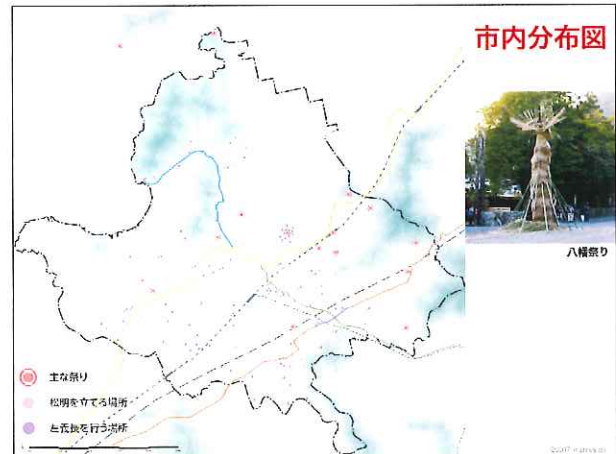 市内分布図
八幡祭り
主な祭り
松明を立てる場所
左義長を行う場所